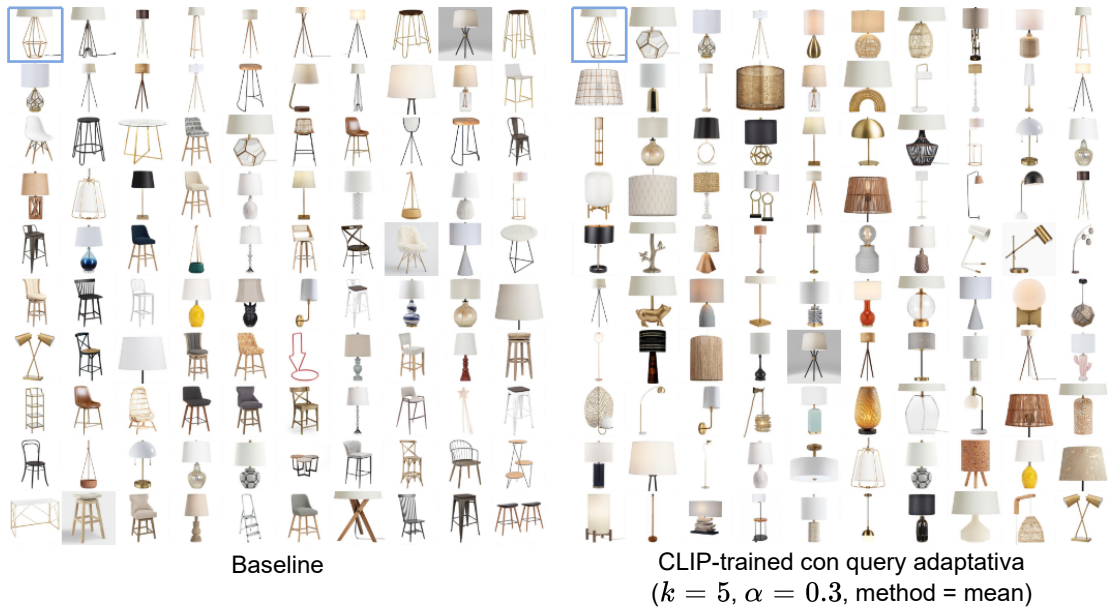 Baseline
CLIP-trained con query adaptativa
(k = 5, α = 0.3, method = mean)